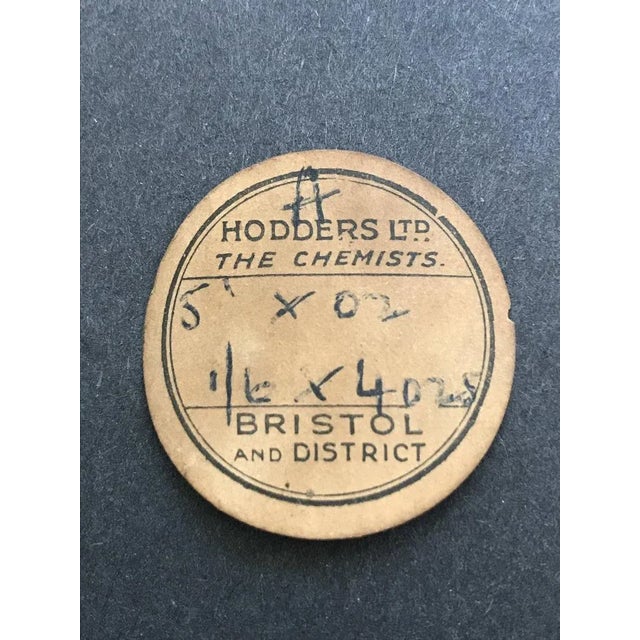 A
HODDERS LTD.
THE CHEMISTS.
5' x oz
1/6 x 4 ozs
BRISTOL
AND DISTRICT